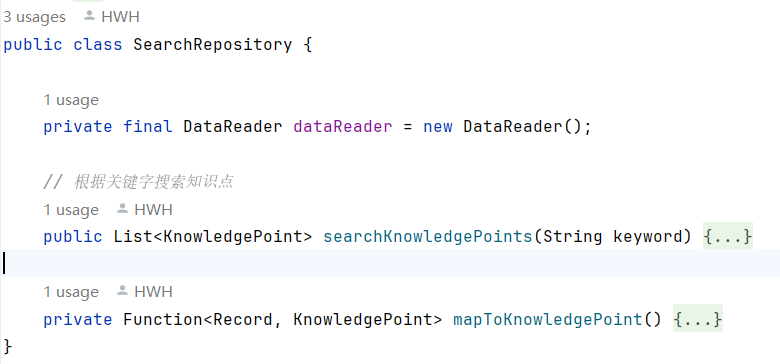 3 usages HWH
public class SearchRepository {
1 usage
private final DataReader dataReader = new DataReader();
// 根据关键字搜索知识点
1 usage HWH
public List<KnowledgePoint> searchKnowledgePoints(String keyword) {...}
1 usage HWH
private Function<Record, KnowledgePoint> mapToKnowledgePoint() {...}
}